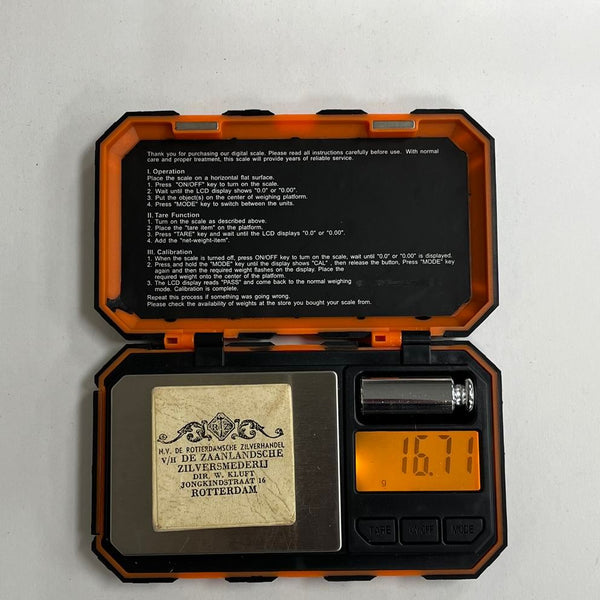 Thank you for purchasing our digital scale. Please read all instructions carefully before use. With normal
care and proper treatment, this scale will provide years of reliable service.
I. Operation
Place the scale on a horizontal flat surface.
1. Press "ON/OFF" key to turn on the scale.
2. Wait until the LCD display shows "0.0" or "0.00".
3. Put the object(s) on the center of weighing platform.
4. Press "MODE" key to switch between the units.
II. Tare Function
1. Turn on the scale as described above.
2. Place the "tare item" on the platform.
3. Press "TARE" key and wait until the LCD displays "0.0" or "0.00".
4. Add the "net-weight-item".
III. Calibration
1. When the scale is turned off, press ON/OFF key to turn on the scale, wait until "0.0" or "0.00" is displayed.
2. Press and hold the "MODE" key until the display shows "CAL" , then release the button, Press "MODE" key
again and then the required weight flashes on the display. Place the
required weight onto the center of the platform.
3. The LCD display reads "PASS" and come back to the normal weighing
mode. Calibration is complete.
Repeat this process if something was going wrong.
Please check the availability of weights at the store you bought your scale from.
R Z
N.V. DE ROTTERDAMSCHE ZILVERHANDEL
V/H DE ZAANLANDSCHE
ZILVERSMEDERIJ
DIR. W. KLUFT
JONGKINDSTRAAT 16
ROTTERDAM
16.71
g
TARE ON/OFF MODE